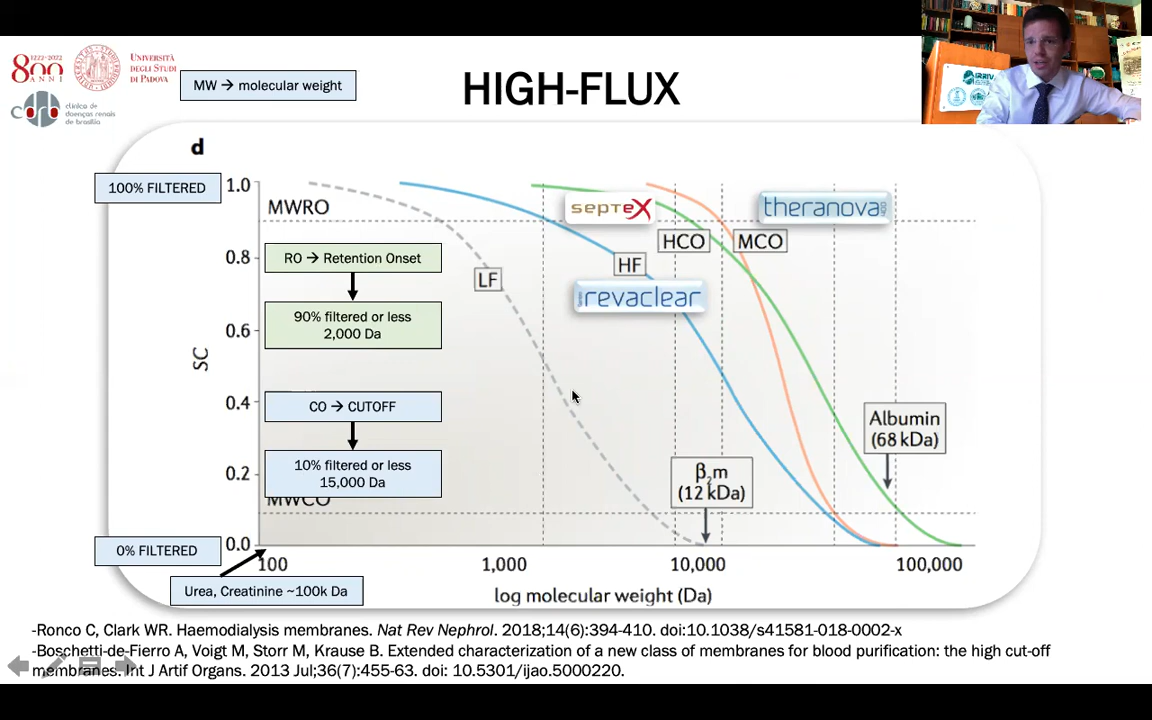 800
1222·2022
ANNI
UNIVERSITÀ
DEGLI STUDI
DI PADOVA
clínica de
doenças renais
de brasília
MW → molecular weight
HIGH-FLUX
IRRIV
d
100% FILTERED
1.0
MWRO
septeX
theranova
400
HCO
MCO
RO → Retention Onset
0.8
HF
LF
revaclear
90% filtered or less
2,000 Da
0.6
SC
CO → CUTOFF
0.4
Albumin
(68 kDa)
10% filtered or less
15,000 Da
0.2
β₂m
(12 kDa)
MWCO
0% FILTERED
0.0
100
1,000
10,000
100,000
Urea, Creatinine ~100k Da
log molecular weight (Da)
-Ronco C, Clark WR. Haemodialysis membranes. Nat Rev Nephrol. 2018;14(6):394-410. doi:10.1038/s41581-018-0002-x
-Boschetti-de-Fierro A, Voigt M, Storr M, Krause B. Extended characterization of a new class of membranes for blood purification: the high cut-off
membranes. Int J Artif Organs. 2013 Jul;36(7):455-63. doi: 10.5301/ijao.5000220.